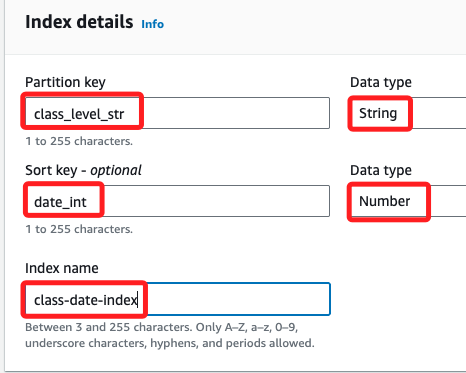 Index details Info
Partition key Data type
class_level_str String
1 to 255 characters.
Sort key - optional Data type
date_int Number
1 to 255 characters.
Index name
class-date-index
Between 3 and 255 characters. Only A–Z, a–z, 0–9,
underscore characters, hyphens, and periods allowed.